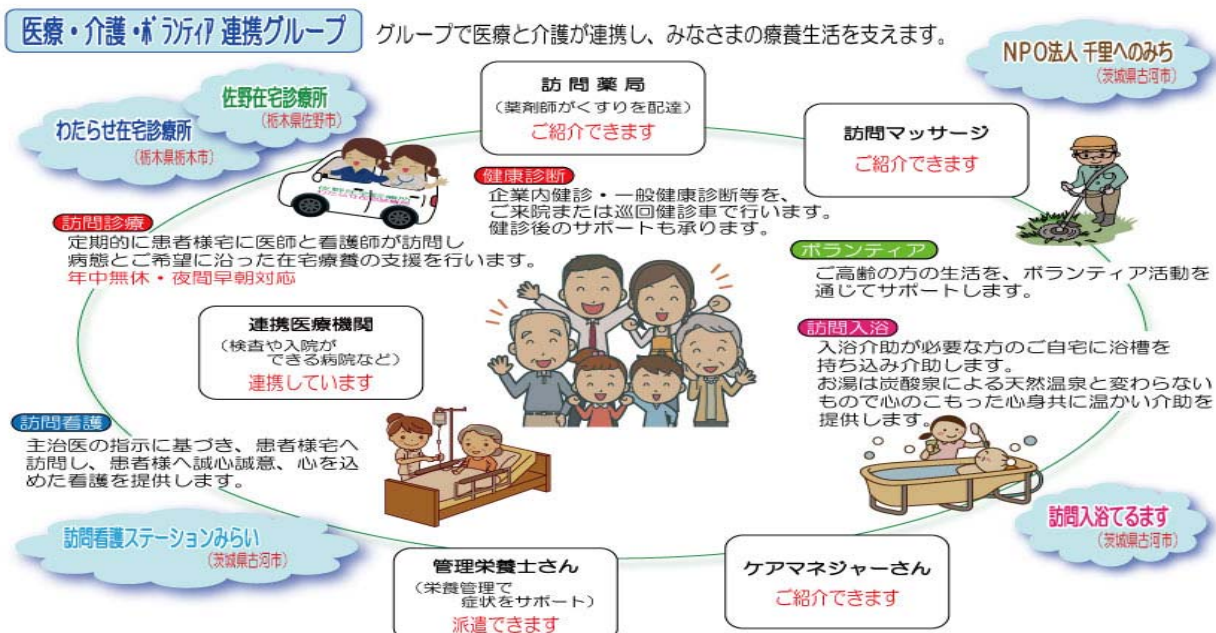 医療・介護・ボランティア 連携グループ
グループで医療と介護が連携し、みなさまの療養生活を支えます。
NPO法人 千里へのみち
(茨城県古河市)
佐野在宅診療所
(栃木県佐野市)
わたらせ在宅診療所
(栃木県栃木市)
訪問薬局
(薬剤師がくすりを配達)
ご紹介できます
訪問マッサージ
ご紹介できます
健康診断
企業内健診・一般健康診断等を、
ご来院または巡回健診車で行います。
健診後のサポートも承ります。
訪問診療
定期的に患者様宅に医師と看護師が訪問し
病態とご希望に沿った在宅療養の支援を行います。
年中無休・夜間早朝対応
ボランティア
ご高齢の方の生活を、ボランティア活動を
通じてサポートします。
連携医療機関
(検査や入院が
できる病院など)
連携しています
訪問入浴
入浴介助が必要な方のご自宅に浴槽を
持ち込み介助します。
お湯は炭酸泉による天然温泉と変わらない
もので心のこもった心身共に温かい介助を
提供します。
訪問看護
主治医の指示に基づき、患者様宅へ
訪問し、患者様へ誠心誠意、心を込
めた看護を提供します。
訪問看護ステーションみらい
(茨城県古河市)
訪問入浴てるます
(茨城県古河市)
管理栄養士さん
(栄養管理で
症状をサポート)
派遣できます
ケアマネジャーさん
ご紹介できます